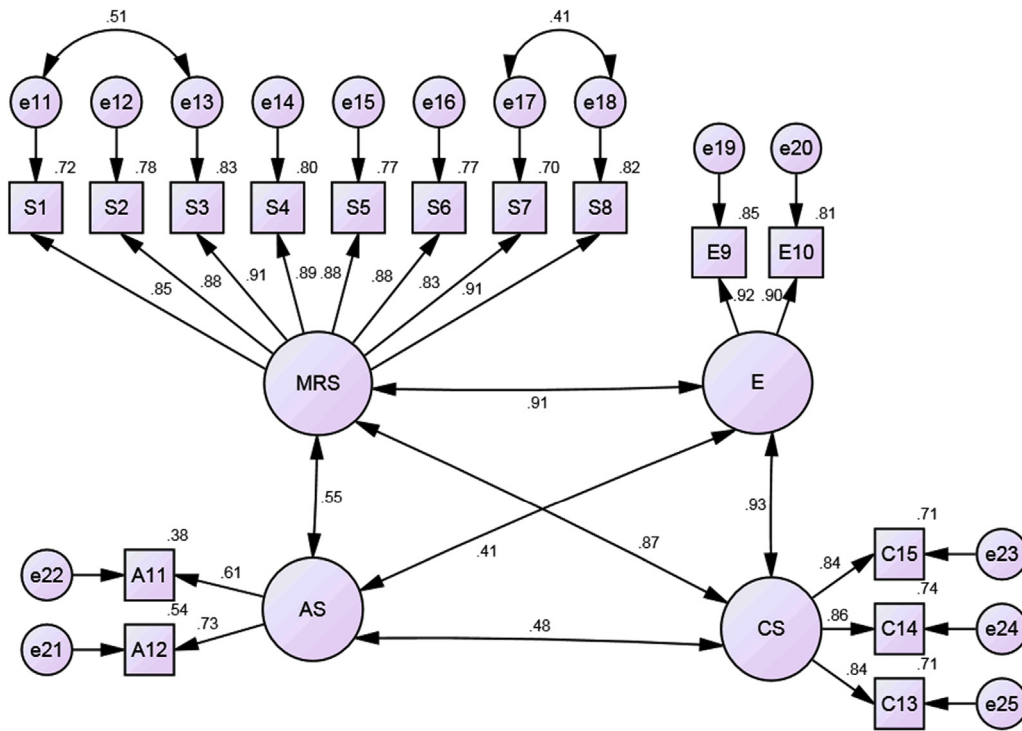 .51
.41
e11 e12 e13 e14 e15 e16 e17 e18
e19 e20
.72 .78 .83 .80 .77 .77 .70 .82
S1 S2 S3 S4 S5 S6 S7 S8
.85 .81
E9 E10
.85 .88 .91 .89 .88 .88 .83 .91
.92 .90
MRS
E
.91
.55
.93
.87
.41
.38
e22 A11 .61
.54
e21 A12 .73
AS
.48
CS
.71
.84 C15 e23
.74
.86 C14 e24
.71
.84 C13 e25